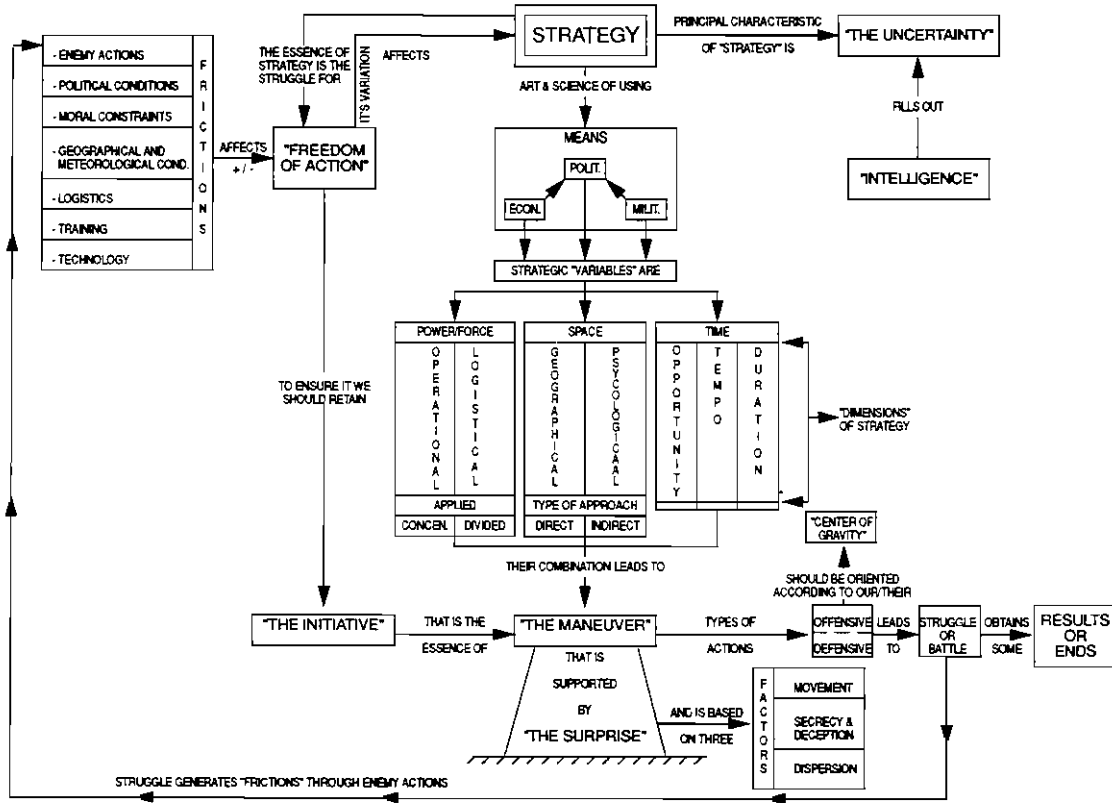 STRATEGY
PRINCIPAL CHARACTERISTIC
OF "STRATEGY" IS
"THE UNCERTAINTY"
FILLS OUT
"INTELLIGENCE"
THE ESSENCE OF
STRATEGY IS THE
STRUGGLE FOR
IT'S VARIATION
AFFECTS
- ENEMY ACTIONS
- POLITICAL CONDITIONS
- MORAL CONSTRAINTS
- GEOGRAPHICAL AND
METEOROLOGICAL COND.
- LOGISTICS
- TRAINING
- TECHNOLOGY
FRICTIONS
AFFECTS
+ / -
"FREEDOM
OF ACTION"
ART & SCIENCE OF USING
MEANS
POLIT.
ECON.
MILIT.
STRATEGIC "VARIABLES" ARE
POWER/FORCE
OPERATIONAL
LOGISTICAL
APPLIED
CONCEN.
DIVIDED
SPACE
GEOGRAPHICAL
PSYCOLOGICAAL
TYPE OF APPROACH
DIRECT
INDIRECT
TIME
OPPORTUNITY
TEMPO
DURATION
"DIMENSIONS"
OF STRATEGY
TO ENSURE IT WE
SHOULD RETAIN
THEIR COMBINATION LEADS TO
"CENTER OF
GRAVITY"
SHOULD BE ORIENTED
ACCORDING TO OUR/THEIR
"THE INITIATIVE"
THAT IS THE
ESSENCE OF
"THE MANEUVER"
TYPES OF
ACTIONS
OFFENSIVE
DEFENSIVE
LEADS
TO
STRUGGLE
OR
BATTLE
OBTAINS
SOME
RESULTS
OR
ENDS
THAT IS
SUPPORTED
BY
"THE SURPRISE"
AND IS BASED
ON THREE
FACTORS
MOVEMENT
SECRECY &
DECEPTION
DISPERSION
STRUGGLE GENERATES "FRICTIONS" THROUGH ENEMY ACTIONS